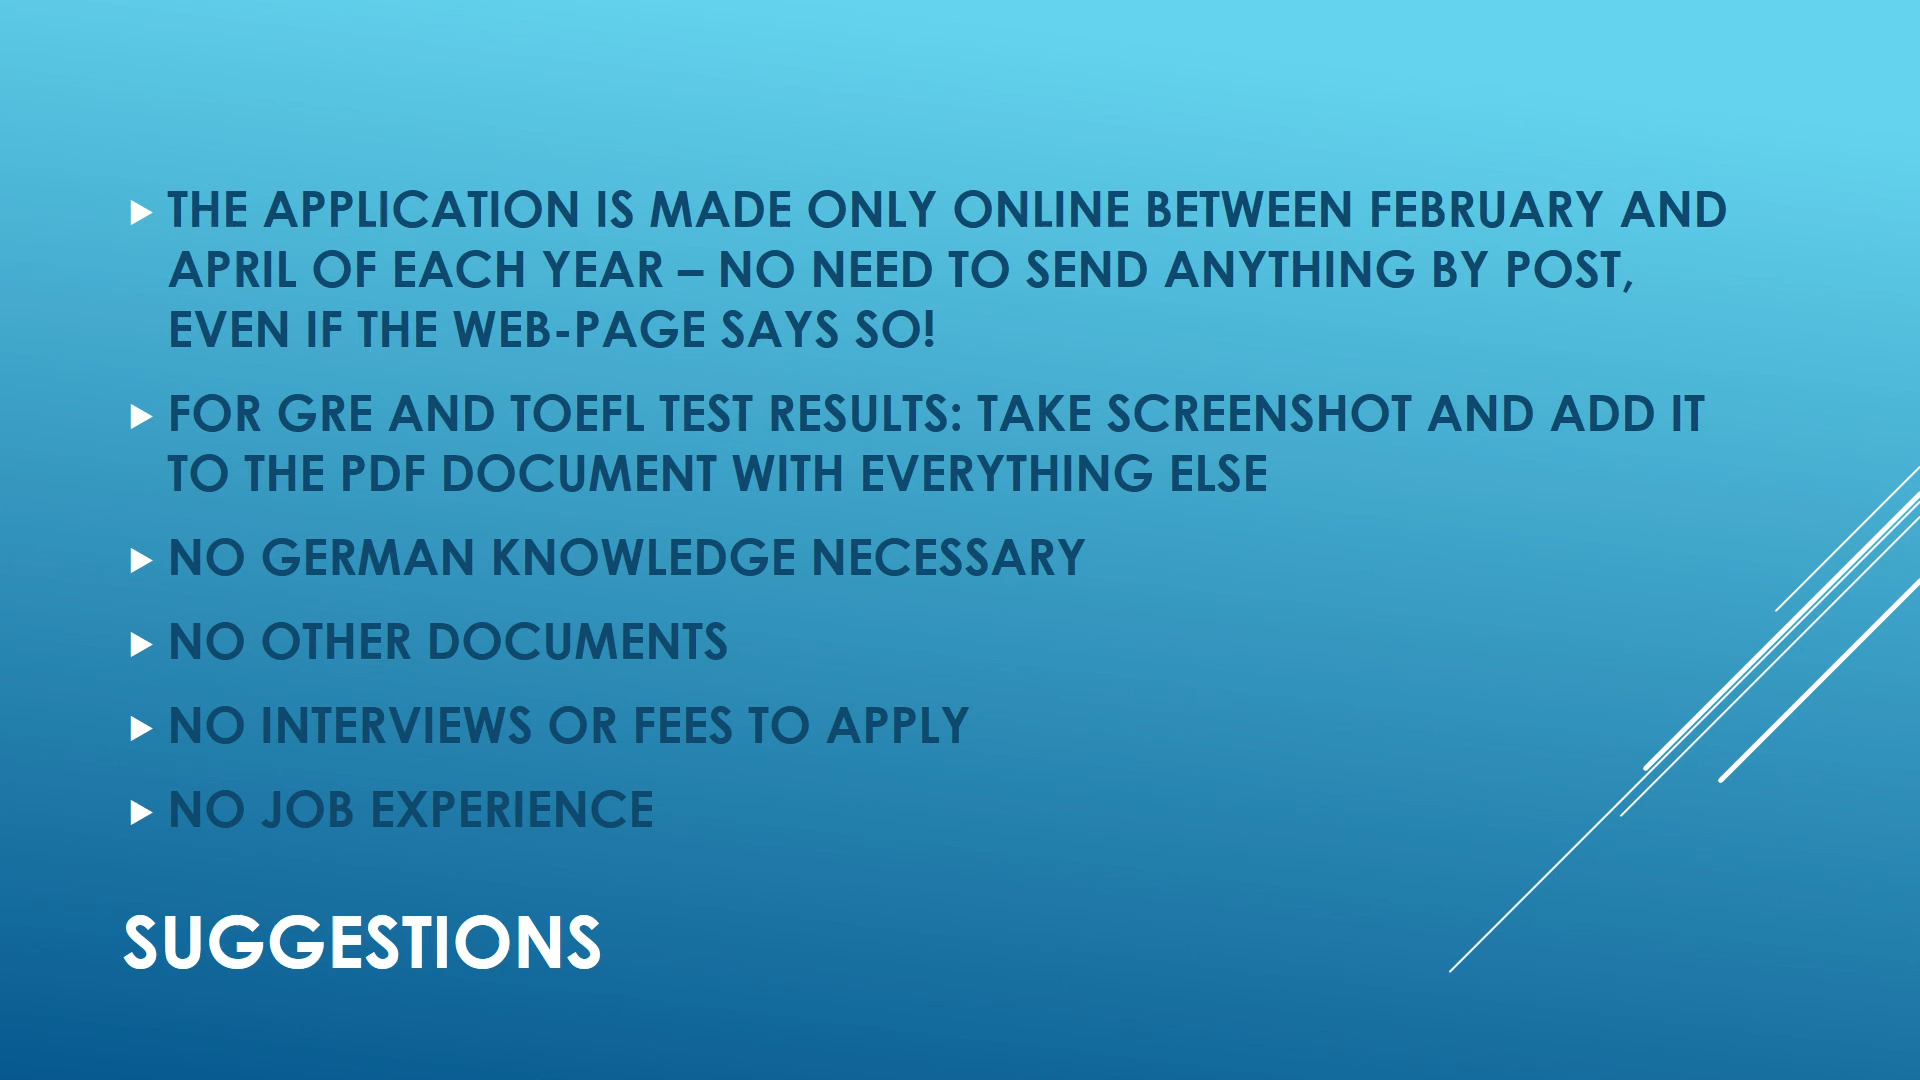 THE APPLICATION IS MADE ONLY ONLINE BETWEEN FEBRUARY AND
APRIL OF EACH YEAR – NO NEED TO SEND ANYTHING BY POST,
EVEN IF THE WEB-PAGE SAYS SO!
FOR GRE AND TOEFL TEST RESULTS: TAKE SCREENSHOT AND ADD IT
TO THE PDF DOCUMENT WITH EVERYTHING ELSE
NO GERMAN KNOWLEDGE NECESSARY
NO OTHER DOCUMENTS
NO INTERVIEWS OR FEES TO APPLY
NO JOB EXPERIENCE
SUGGESTIONS